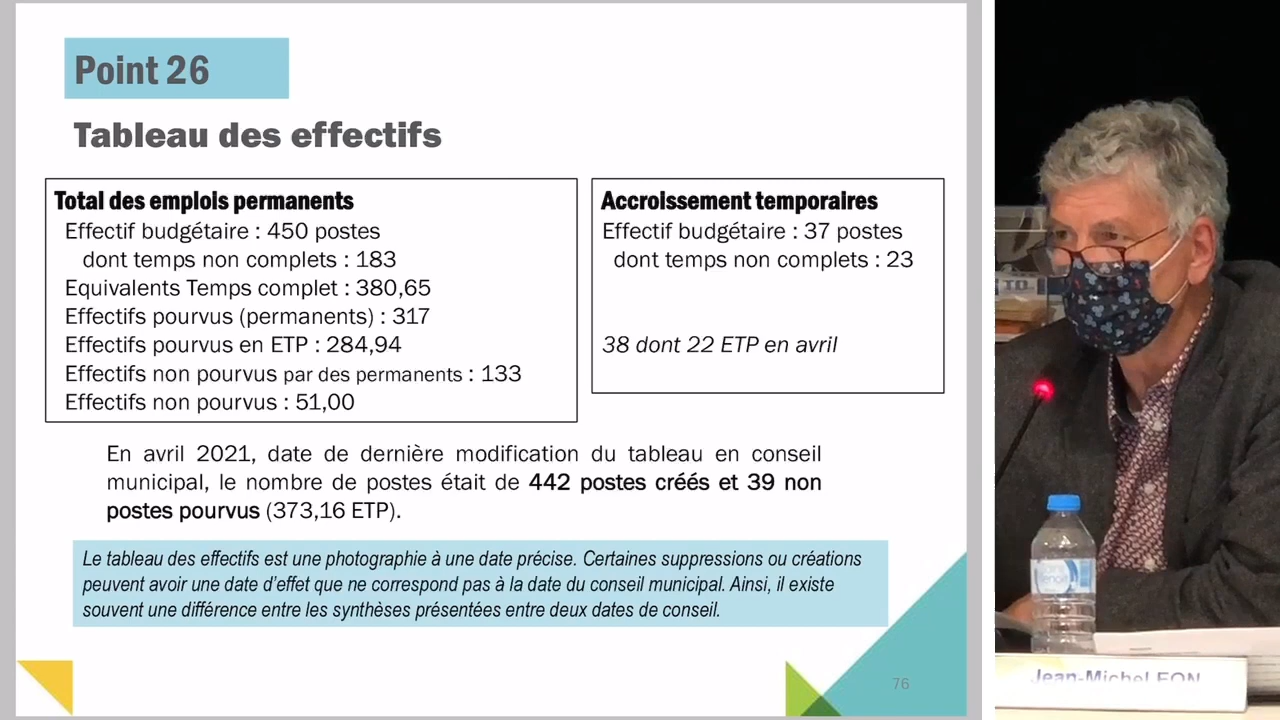 Point 26
Tableau des effectifs
Total des emplois permanents
Effectif budgétaire : 450 postes
dont temps non complets : 183
Equivalents Temps complet : 380,65
Effectifs pourvus (permanents) : 317
Effectifs pourvus en ETP : 284,94
Effectifs non pourvus par des permanents : 133
Effectifs non pourvus : 51,00
Accroissement temporaires
Effectif budgétaire : 37 postes
dont temps non complets : 23
38 dont 22 ETP en avril
En avril 2021, date de dernière modification du tableau en conseil
municipal, le nombre de postes était de 442 postes créés et 39 non
postes pourvus (373,16 ETP).
Le tableau des effectifs est une photographie à une date précise. Certaines suppressions ou créations
peuvent avoir une date d'effet que ne correspond pas à la date du conseil municipal. Ainsi, il existe
souvent une différence entre les synthèses présentées entre deux dates de conseil.
76
Jean-Michel EON